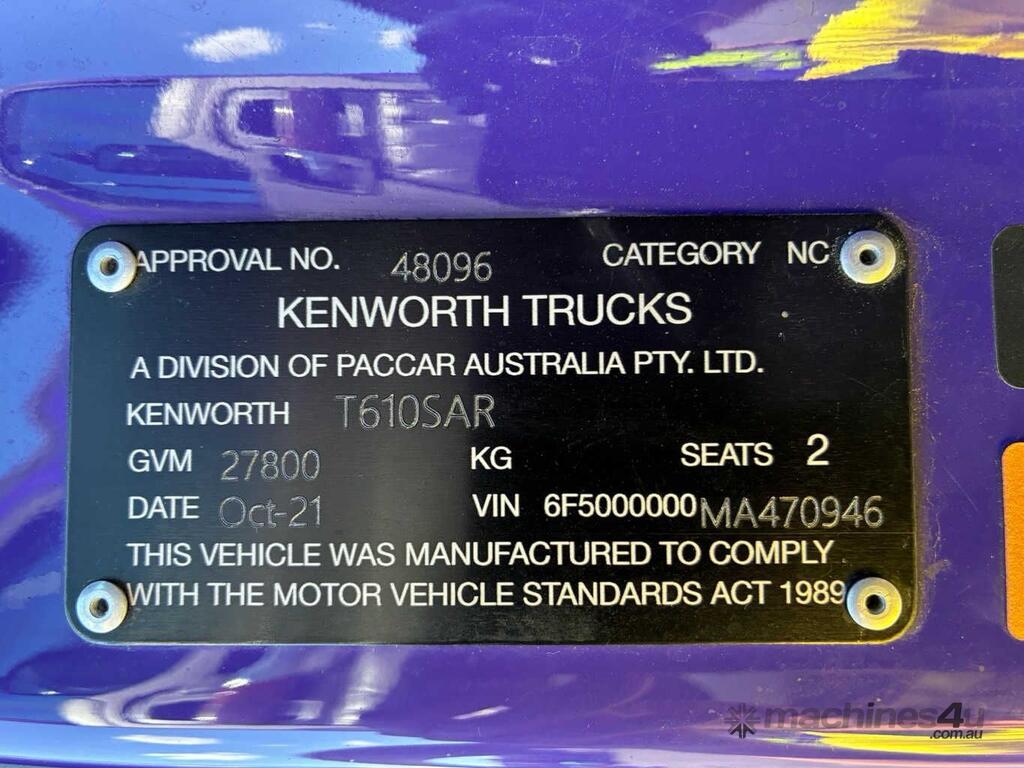 APPROVAL NO. 48096 CATEGORY NC
KENWORTH TRUCKS
A DIVISION OF PACCAR AUSTRALIA PTY. LTD.
KENWORTH T610SAR
GVM 27800 KG SEATS 2
DATE Oct-21 VIN 6F5000000MA470946
THIS VEHICLE WAS MANUFACTURED TO COMPLY
WITH THE MOTOR VEHICLE STANDARDS ACT 1989
machines4u
.com.au